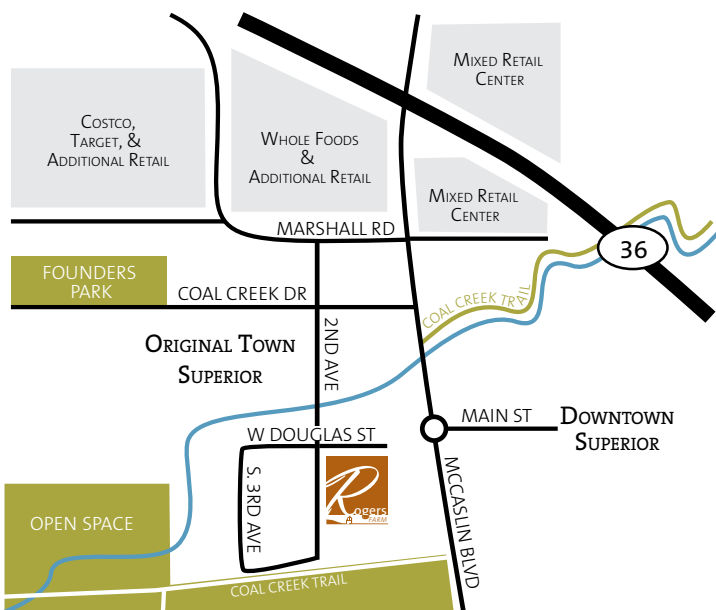 Mixed Retail
Center
Costco,
Target, &
Additional Retail
Whole Foods
&
Additional Retail
Mixed Retail
Center
MARSHALL RD
36
FOUNDERS
PARK
COAL CREEK DR
COAL CREEK TRAIL
Original Town
Superior
2ND AVE
MAIN ST
Downtown
Superior
W DOUGLAS ST
S. 3RD AVE
Rogers
FARM
MCCASLIN BLVD
OPEN SPACE
COAL CREEK TRAIL